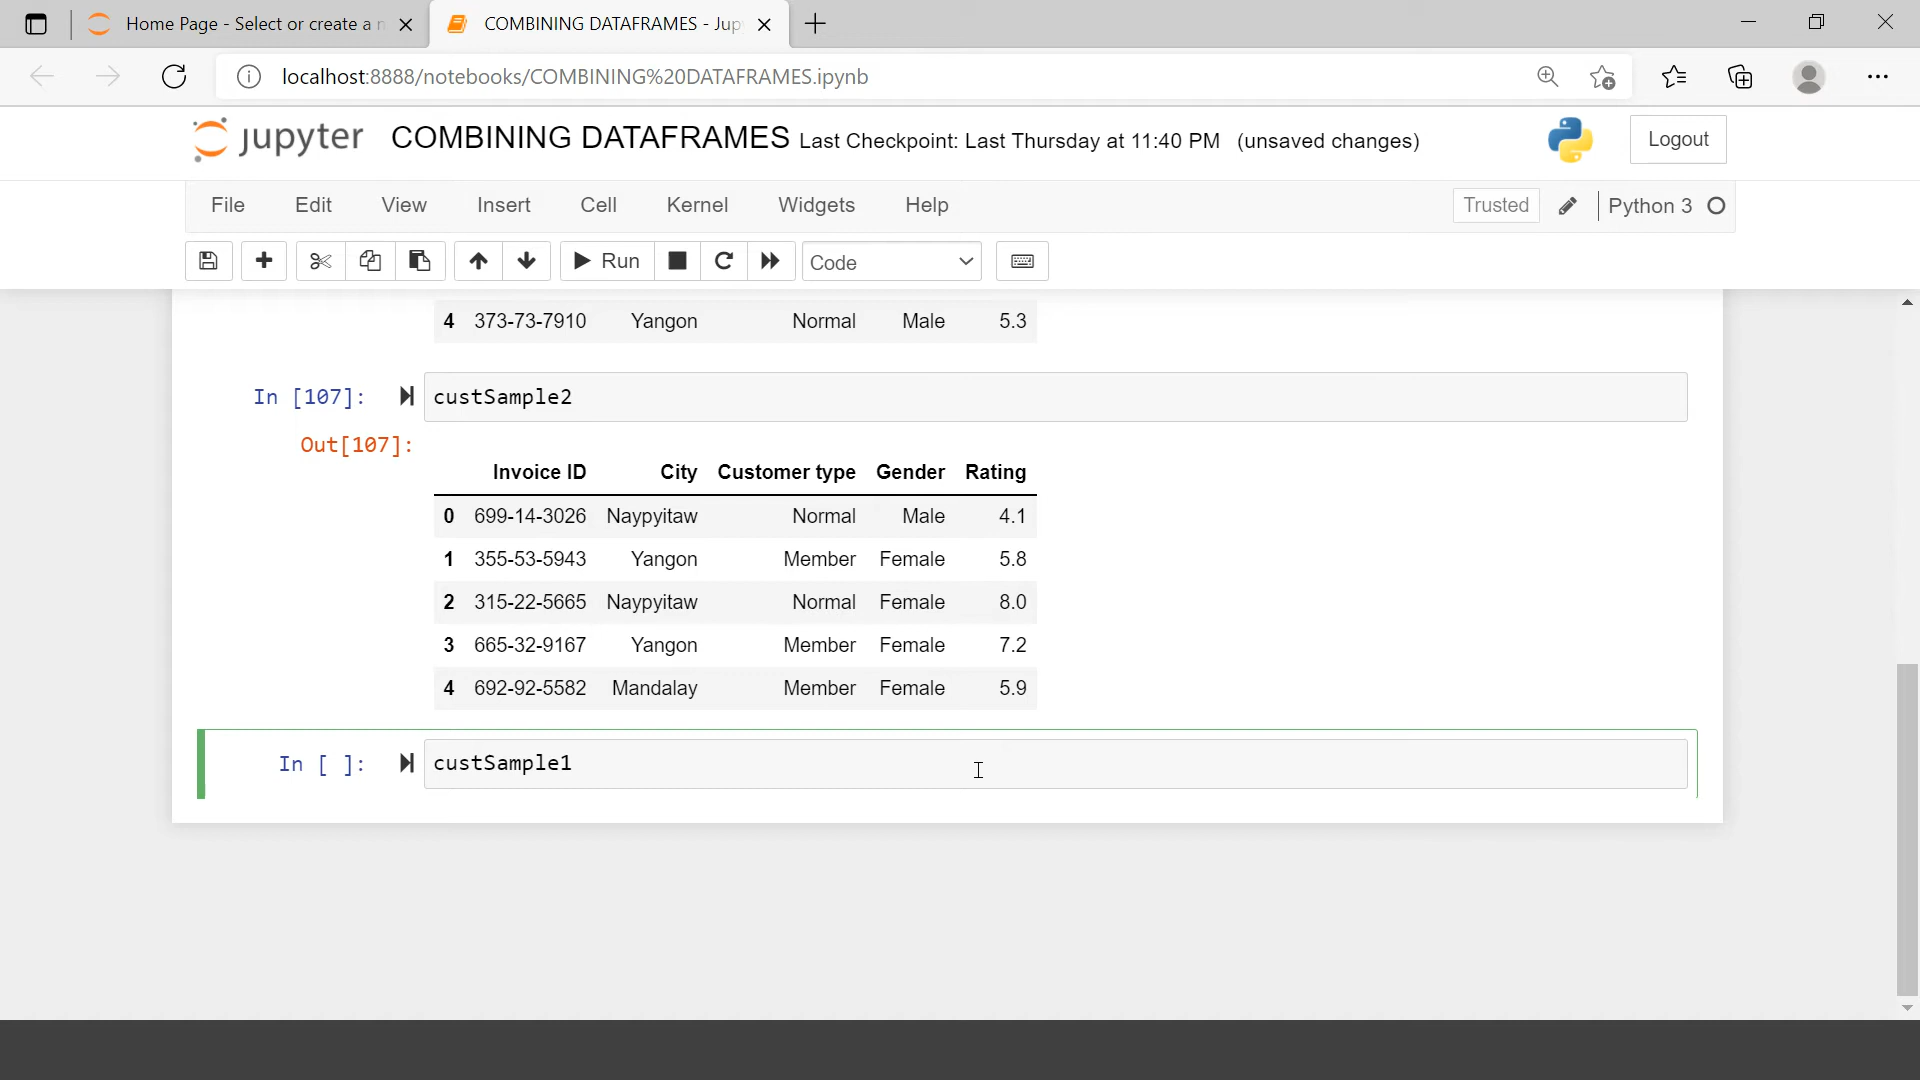 Home Page - Select or create a n
COMBINING DATAFRAMES - Jup
localhost:8888/notebooks/COMBINING%20DATAFRAMES.ipynb
jupyter COMBINING DATAFRAMES Last Checkpoint: Last Thursday at 11:40 PM (unsaved changes) Logout
File Edit View Insert Cell Kernel Widgets Help Trusted Python 3
Run Code
4 373-73-7910 Yangon Normal Male 5.3
In [107]: custSample2
Out[107]:
Invoice ID City Customer type Gender Rating
0 699-14-3026 Naypyitaw Normal Male 4.1
1 355-53-5943 Yangon Member Female 5.8
2 315-22-5665 Naypyitaw Normal Female 8.0
3 665-32-9167 Yangon Member Female 7.2
4 692-92-5582 Mandalay Member Female 5.9
In [ ]: custSample1